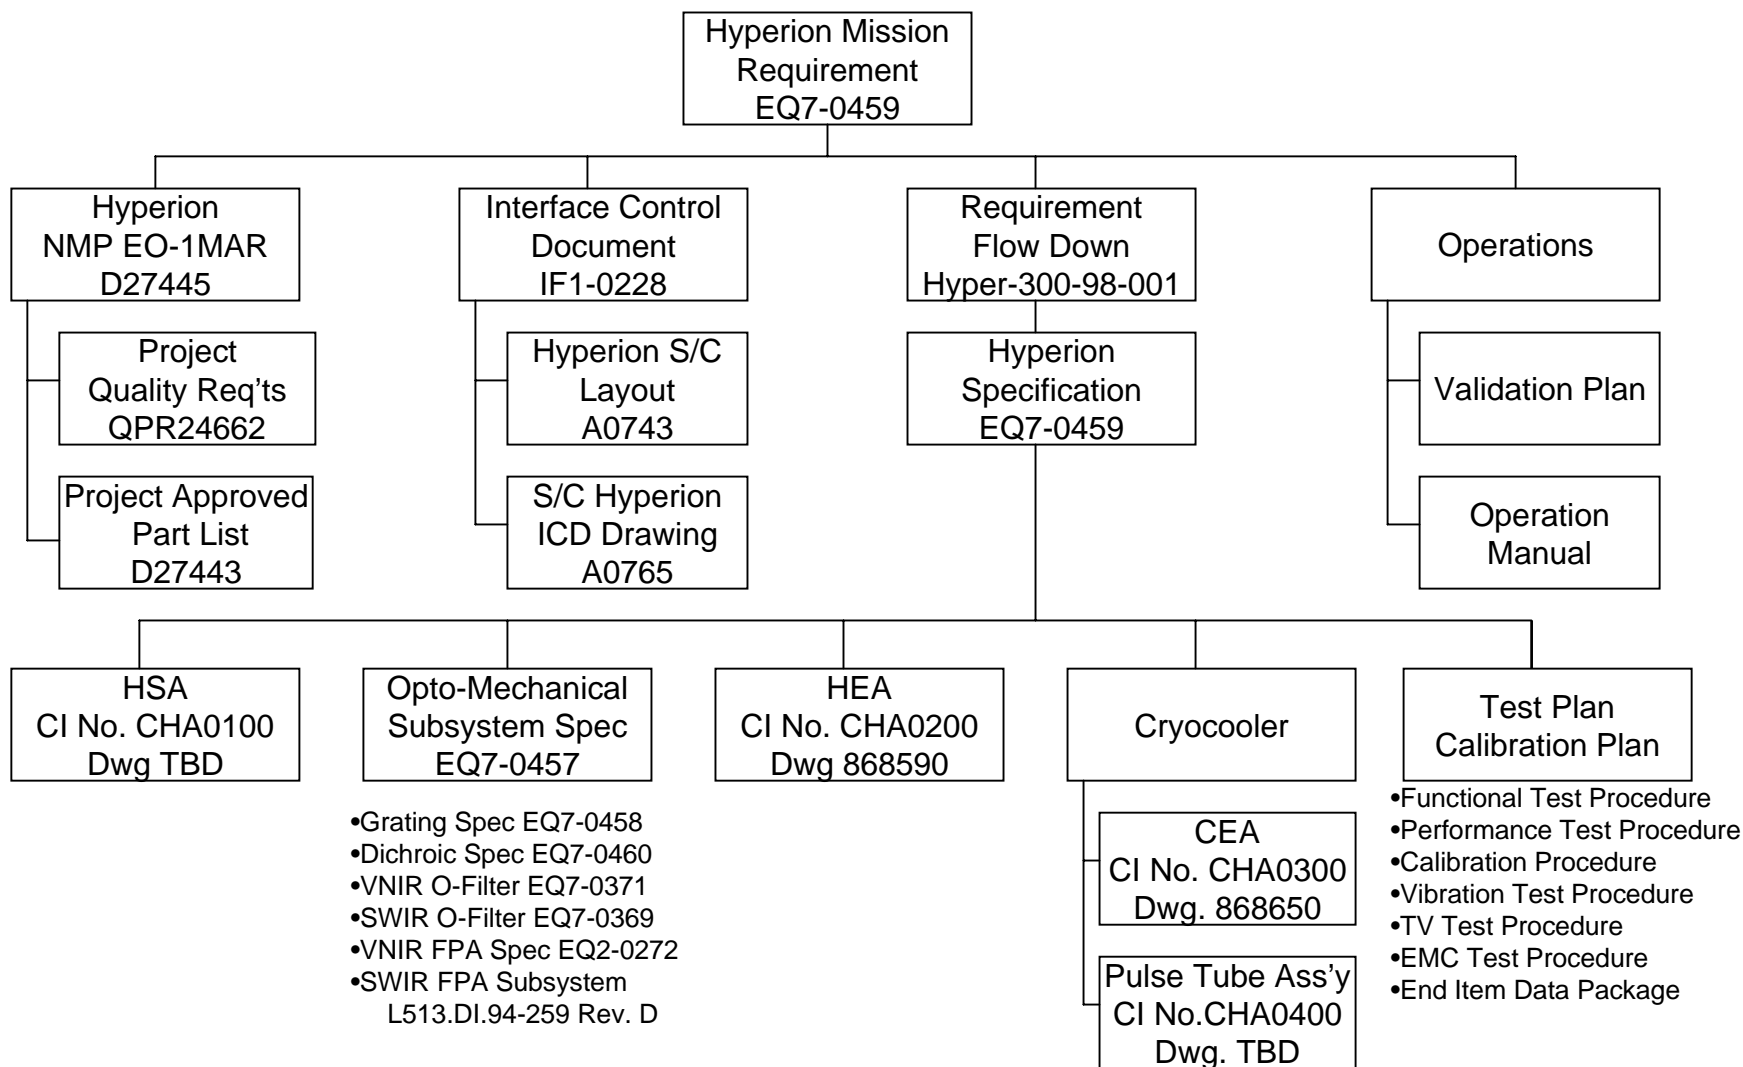 Hyperion Mission
Requirement
EQ7-0459
Hyperion
NMP EO-1MAR
D27445
Interface Control
Document
IF1-0228
Requirement
Flow Down
Hyper-300-98-001
Operations
Project
Quality Req’ts
QPR24662
Hyperion S/C
Layout
A0743
Hyperion
Specification
EQ7-0459
Validation Plan
Project Approved
Part List
D27443
S/C Hyperion
ICD Drawing
A0765
Operation
Manual
HSA
CI No. CHA0100
Dwg TBD
Opto-Mechanical
Subsystem Spec
EQ7-0457
HEA
CI No. CHA0200
Dwg 868590
Cryocooler
Test Plan
Calibration Plan
•Grating Spec EQ7-0458
•Dichroic Spec EQ7-0460
•VNIR O-Filter EQ7-0371
•SWIR O-Filter EQ7-0369
•VNIR FPA Spec EQ2-0272
•SWIR FPA Subsystem
L513.DI.94-259 Rev. D
CEA
CI No. CHA0300
Dwg. 868650
Pulse Tube Ass’y
CI No.CHA0400
Dwg. TBD
•Functional Test Procedure
•Performance Test Procedure
•Calibration Procedure
•Vibration Test Procedure
•TV Test Procedure
•EMC Test Procedure
•End Item Data Package